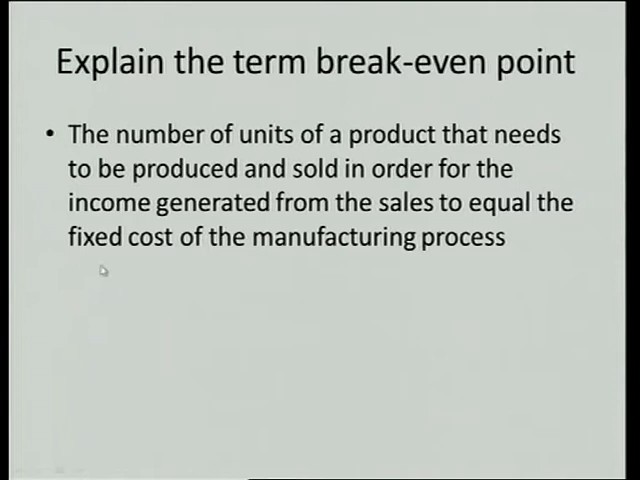 Explain the term break-even point
• The number of units of a product that needs
to be produced and sold in order for the
income generated from the sales to equal the
fixed cost of the manufacturing process